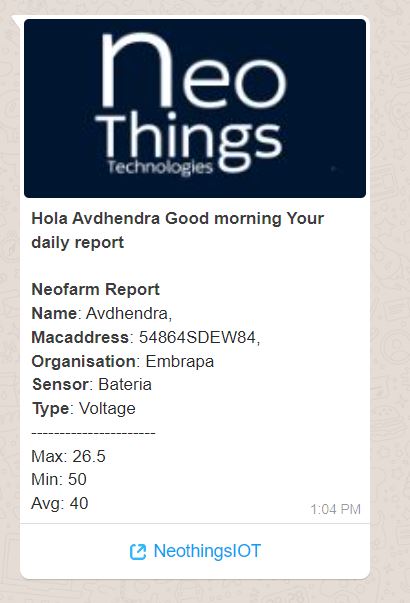 neo
Things
Technologies
Hola Avdhendra Good morning Your
daily report
Neofarm Report
Name: Avdhendra,
Macaddress: 54864SDEW84,
Organisation: Embrapa
Sensor: Bateria
Type: Voltage
----------------------
Max: 26.5
Min: 50
Avg: 40
1:04 PM
NeothingsIOT